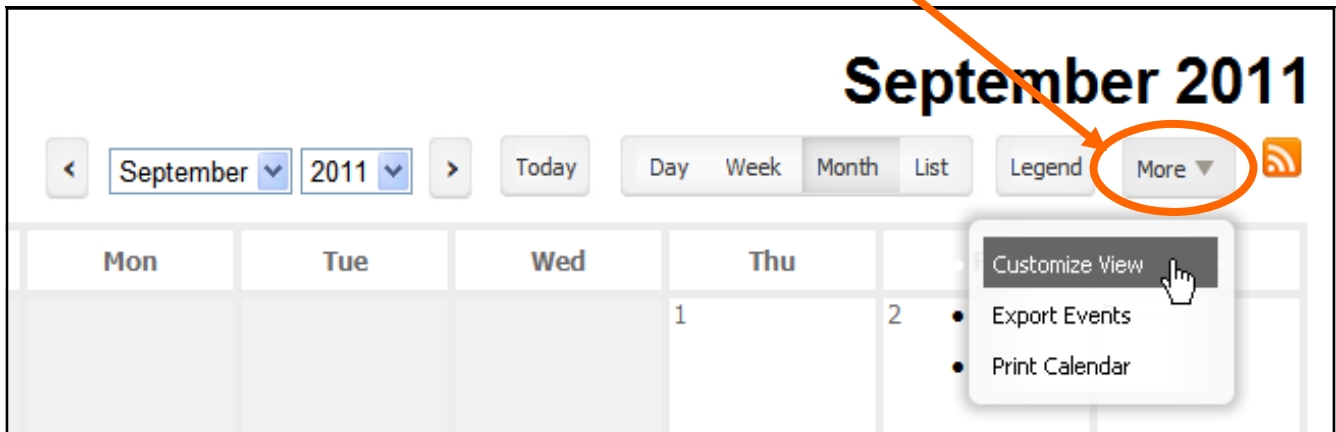 September 2011
< September 2011 > Today Day Week Month List Legend More ▼
Mon Tue Wed Thu
Customize View
1 2 • Export Events
• Print Calendar